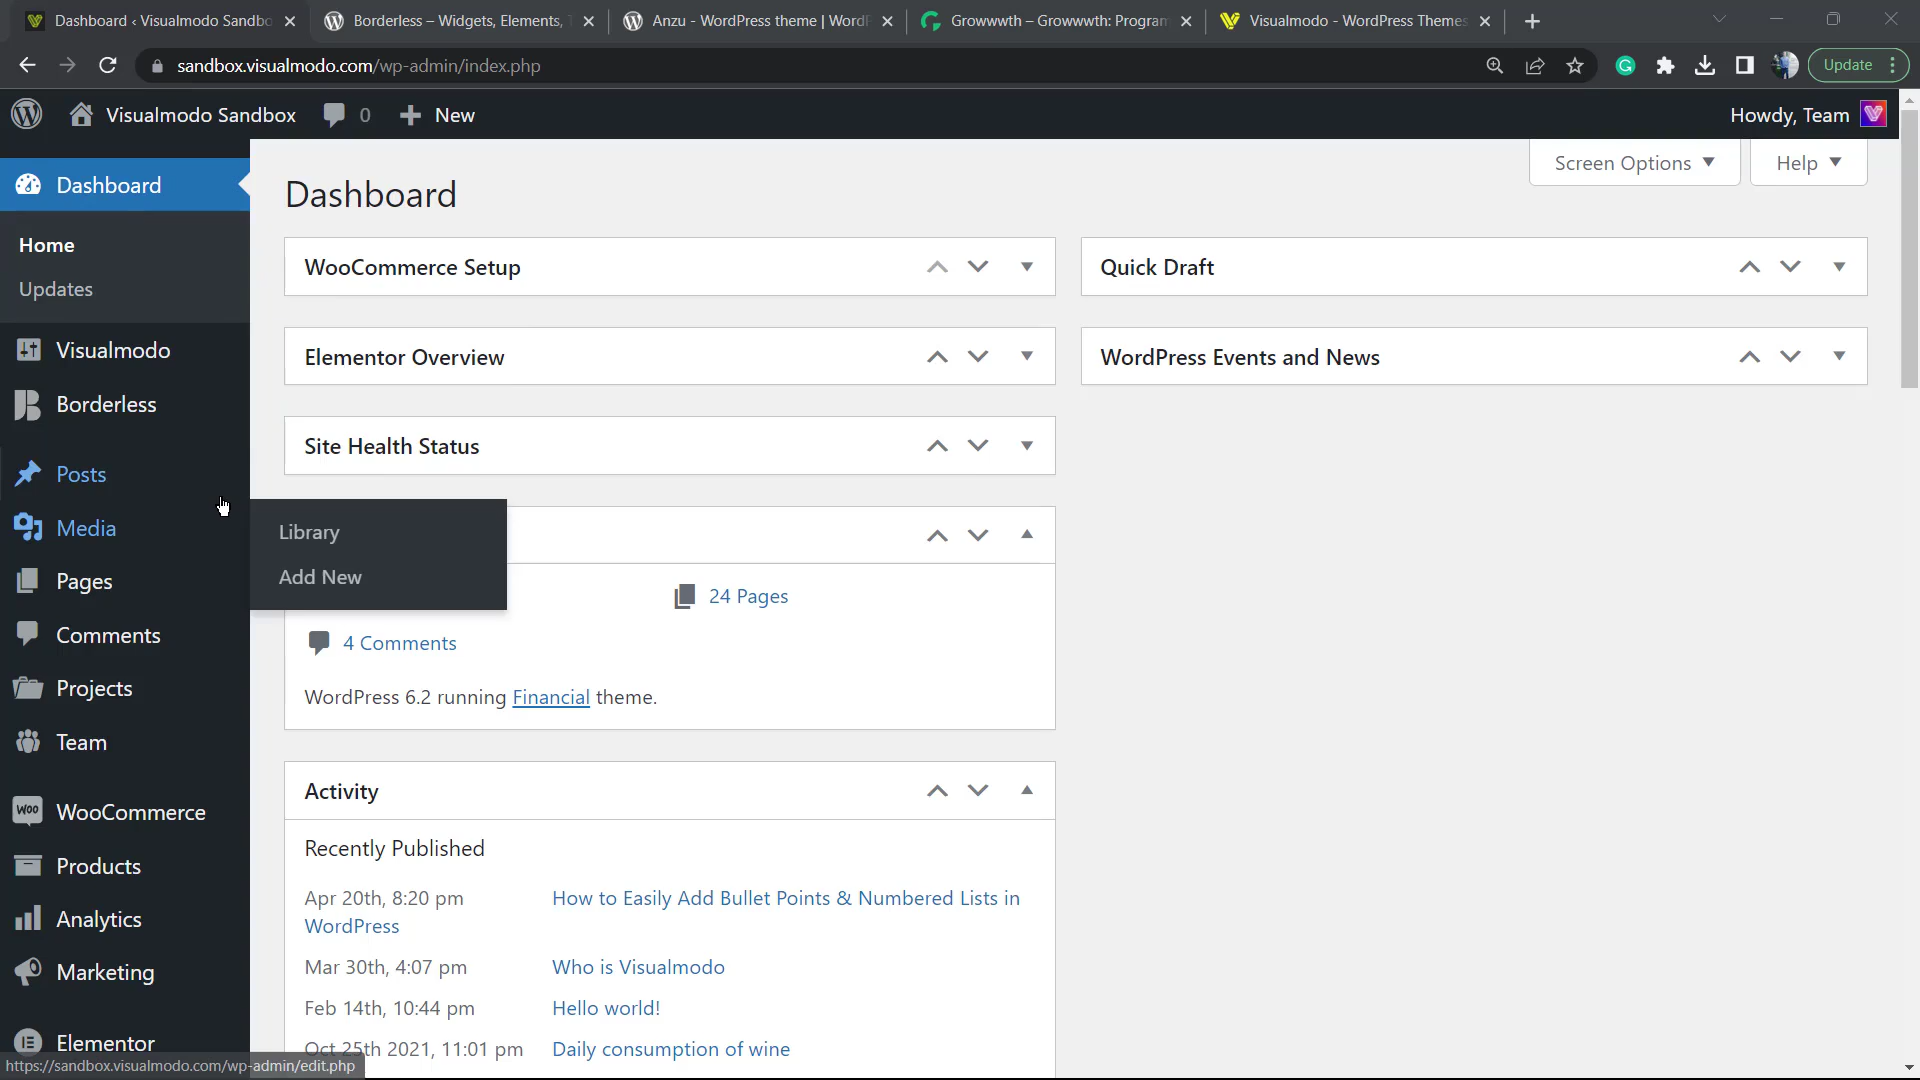 Dashboard ‹ Visualmodo Sandbo
Borderless – Widgets, Elements,
Anzu - WordPress theme | Word
Growwwth – Growwwth: Program
Visualmodo - WordPress Themes
sandbox.visualmodo.com/wp-admin/index.php
Update
Visualmodo Sandbox
0
New
Howdy, Team
Dashboard
Home
Updates
Visualmodo
Borderless
Posts
Media
Pages
Comments
Projects
Team
WOO WooCommerce
Products
Analytics
Marketing
Elementor
https://sandbox.visualmodo.com/wp-admin/edit.php
Library
Add New
Screen Options
Help
Dashboard
WooCommerce Setup
Elementor Overview
Site Health Status
24 Pages
4 Comments
WordPress 6.2 running Financial theme.
Activity
Recently Published
Apr 20th, 8:20 pm How to Easily Add Bullet Points & Numbered Lists in
WordPress
Mar 30th, 4:07 pm Who is Visualmodo
Feb 14th, 10:44 pm Hello world!
Oct 25th 2021, 11:01 pm Daily consumption of wine
Quick Draft
WordPress Events and News